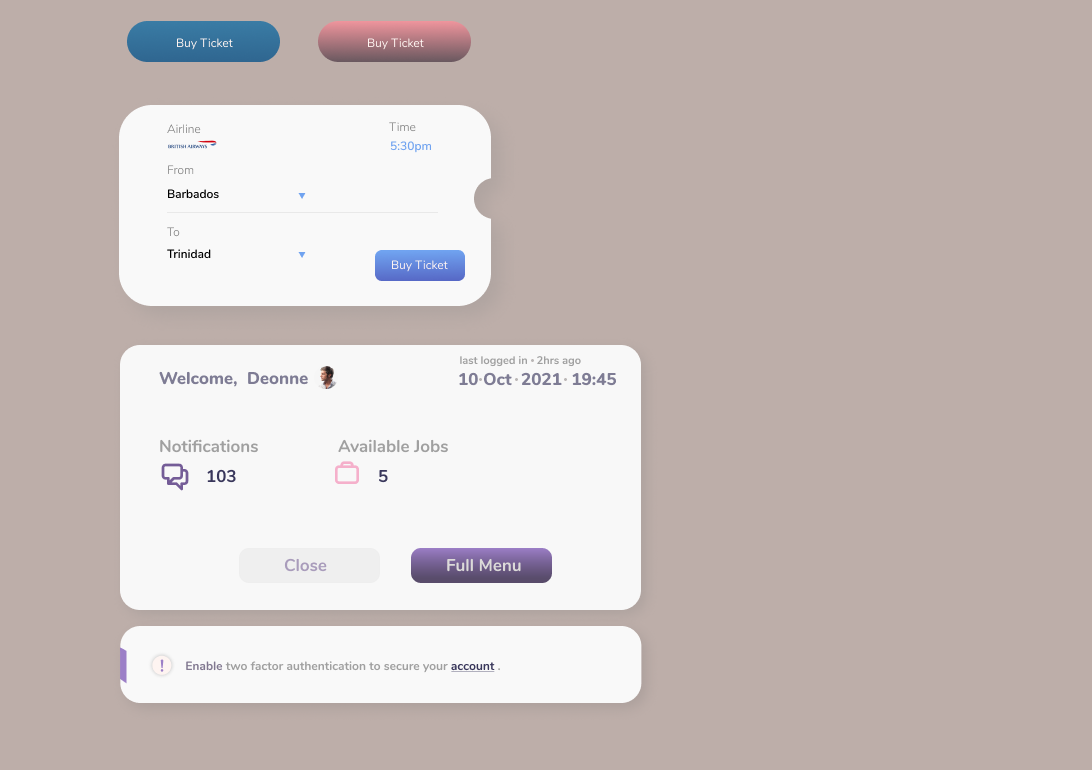 Buy Ticket
Buy Ticket
Airline
Time
BRITISH AIRWAYS
5:30pm
From
Barbados
To
Trinidad
Buy Ticket
last logged in • 2hrs ago
Welcome, Deonne
10·Oct·2021·19:45
Notifications
Available Jobs
103
5
Close
Full Menu
! Enable two factor authentication to secure your account .